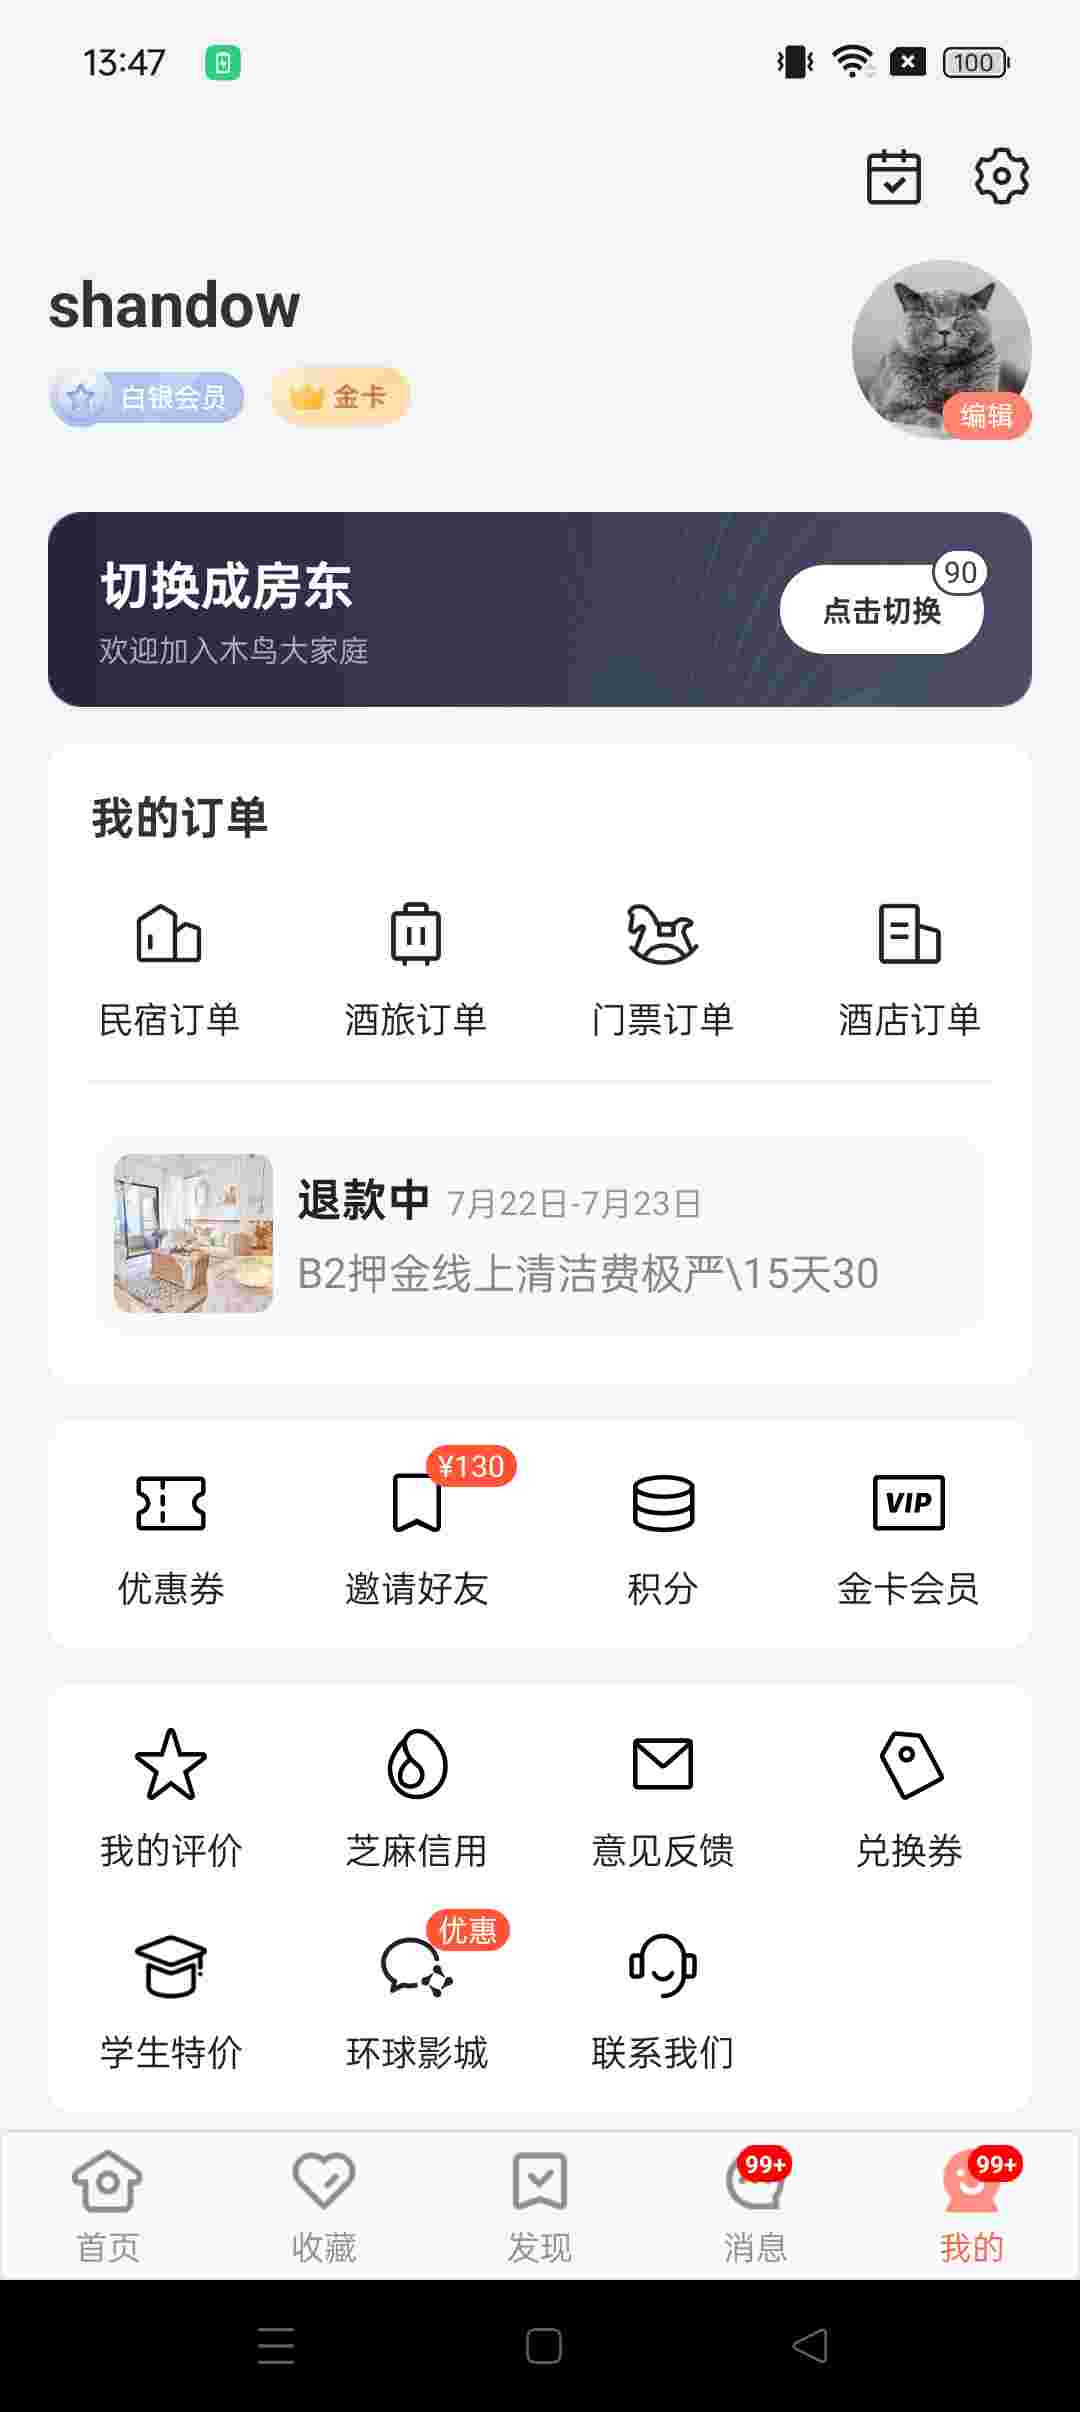 13:47
100
shandow
白银会员
金卡
编辑
切换成房东
欢迎加入木鸟大家庭
90
点击切换
我的订单
民宿订单 酒旅订单 门票订单 酒店订单
退款中 7月22日-7月23日
B2押金线上清洁费极严\15天30
¥130
优惠券 邀请好友 积分 金卡会员
VIP
我的评价 芝麻信用 意见反馈 兑换券
优惠
学生特价 环球影城 联系我们
99+ 99+
首页 收藏 发现 消息 我的